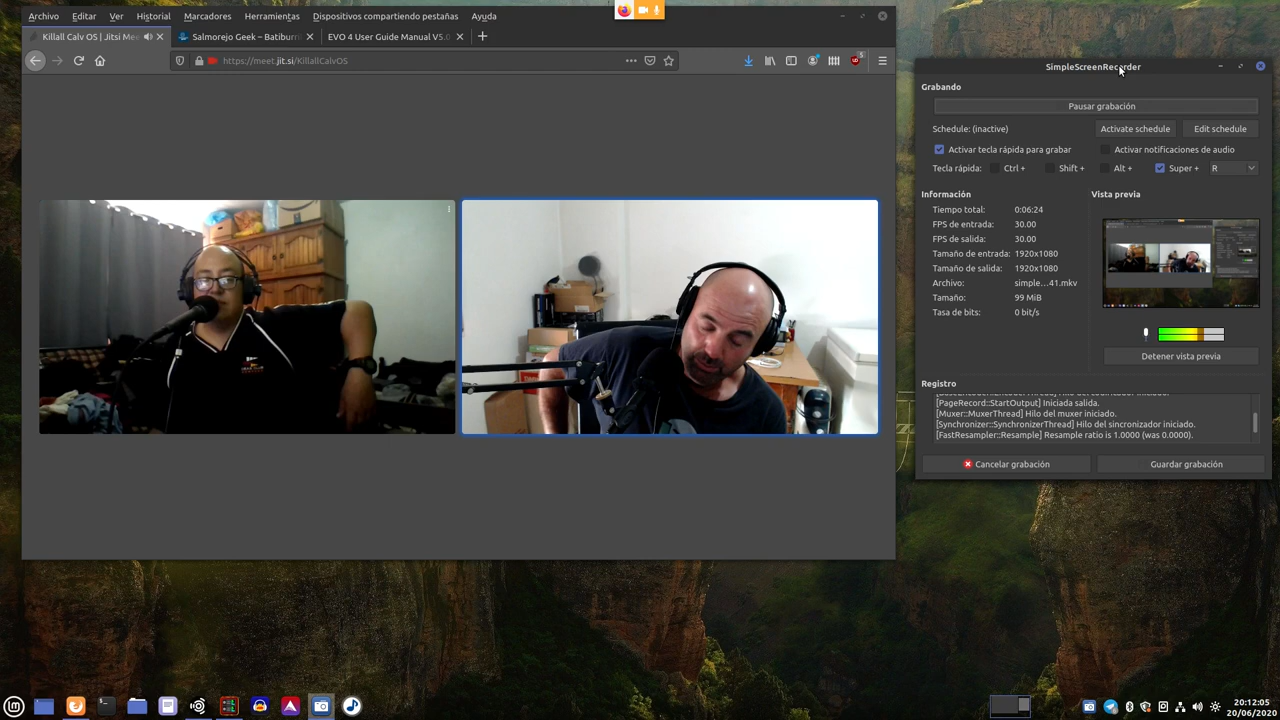 Archivo Editar Ver Historial Marcadores Herramientas Dispositivos compartiendo pestañas Ayuda
Killall Calv OS | Jitsi Mee
Salmorejo Geek – Batiburri
EVO 4 User Guide Manual V5.0
https://meet.jit.si/KillallCalvOS
5
SimpleScreenRecorder
Grabando
Pausar grabación
Schedule: (inactive)
Activate schedule
Edit schedule
Activar tecla rápida para grabar
Activar notificaciones de audio
Tecla rápida: Ctrl + Shift + Alt + Super + R
Información
Vista previa
Tiempo total: 0:06:24
FPS de entrada: 30.00
FPS de salida: 30.00
Tamaño de entrada: 1920x1080
Tamaño de salida: 1920x1080
Archivo: simple…41.mkv
Tamaño: 99 MiB
Tasa de bits: 0 bit/s
Detener vista previa
Registro
[PageRecord::StartOutput] Iniciada salida.
[Muxer::MuxerThread] Hilo del muxer iniciado.
[Synchronizer::SynchronizerThread] Hilo del sincronizador iniciado.
[FastResampler::Resample] Resample ratio is 1.0000 (was 0.0000).
Cancelar grabación
Guardar grabación
20:12:05
20/06/2020